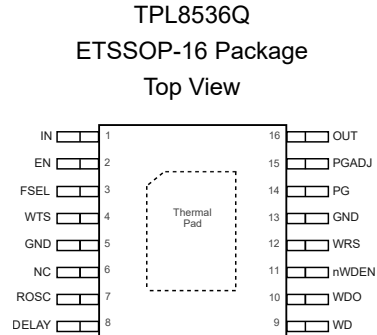 TPL8536Q
ETSSOP-16 Package
Top View
IN 1 16 OUT
EN 2 15 PGADJ
FSEL 3 14 PG
WTS 4 Thermal Pad 13 GND
GND 5 12 WRS
NC 6 11 nWDEN
ROSC 7 10 WDO
DELAY 8 9 WD